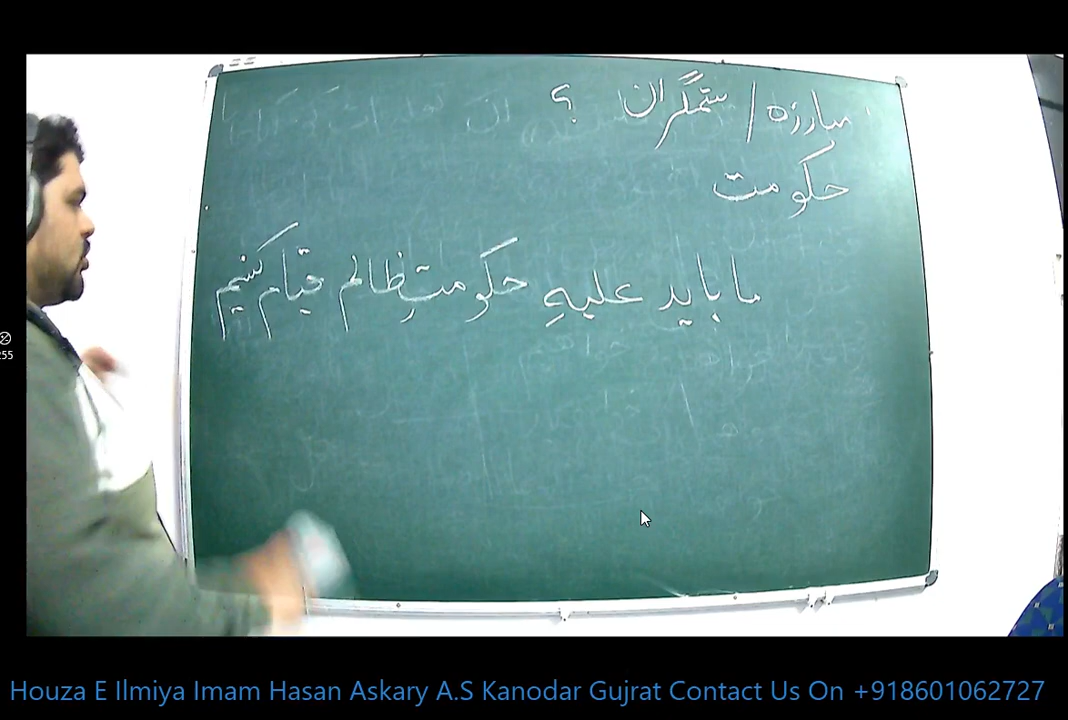 مبارزه / ستمگران ؟
حکومت
ما باید علیهِ حکومتِ ظالم قیام کنیم
55
Houza E Ilmiya Imam Hasan Askary A.S Kanodar Gujrat Contact Us On +918601062727